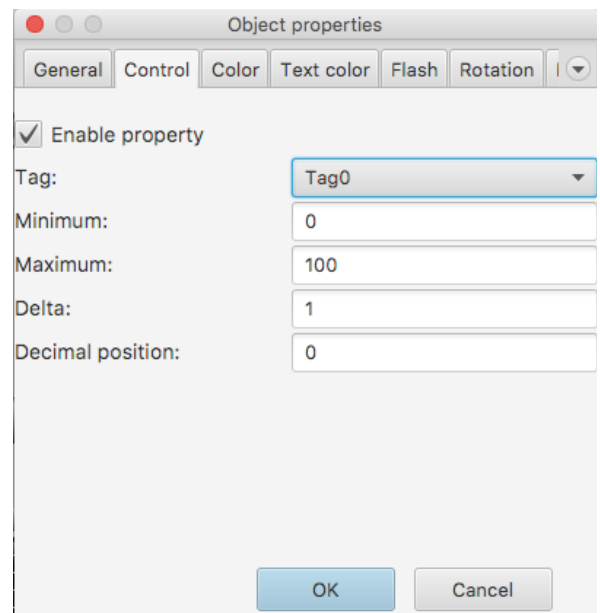 Object properties
General Control Color Text color Flash Rotation
Enable property
Tag: Tag0
Minimum: 0
Maximum: 100
Delta: 1
Decimal position: 0
OK Cancel